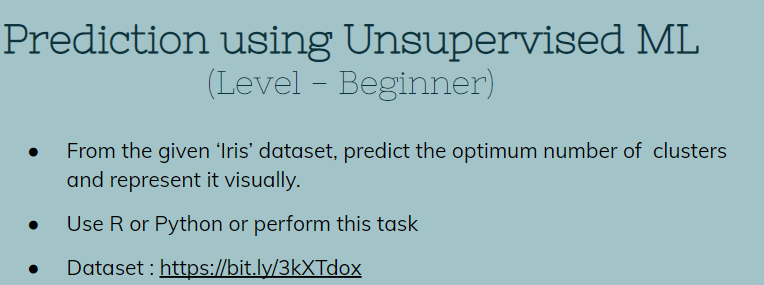 Prediction using Unsupervised ML
(Level - Beginner)
● From the given ‘Iris’ dataset, predict the optimum number of clusters
and represent it visually.
● Use R or Python or perform this task
● Dataset : https://bit.ly/3kXTdox